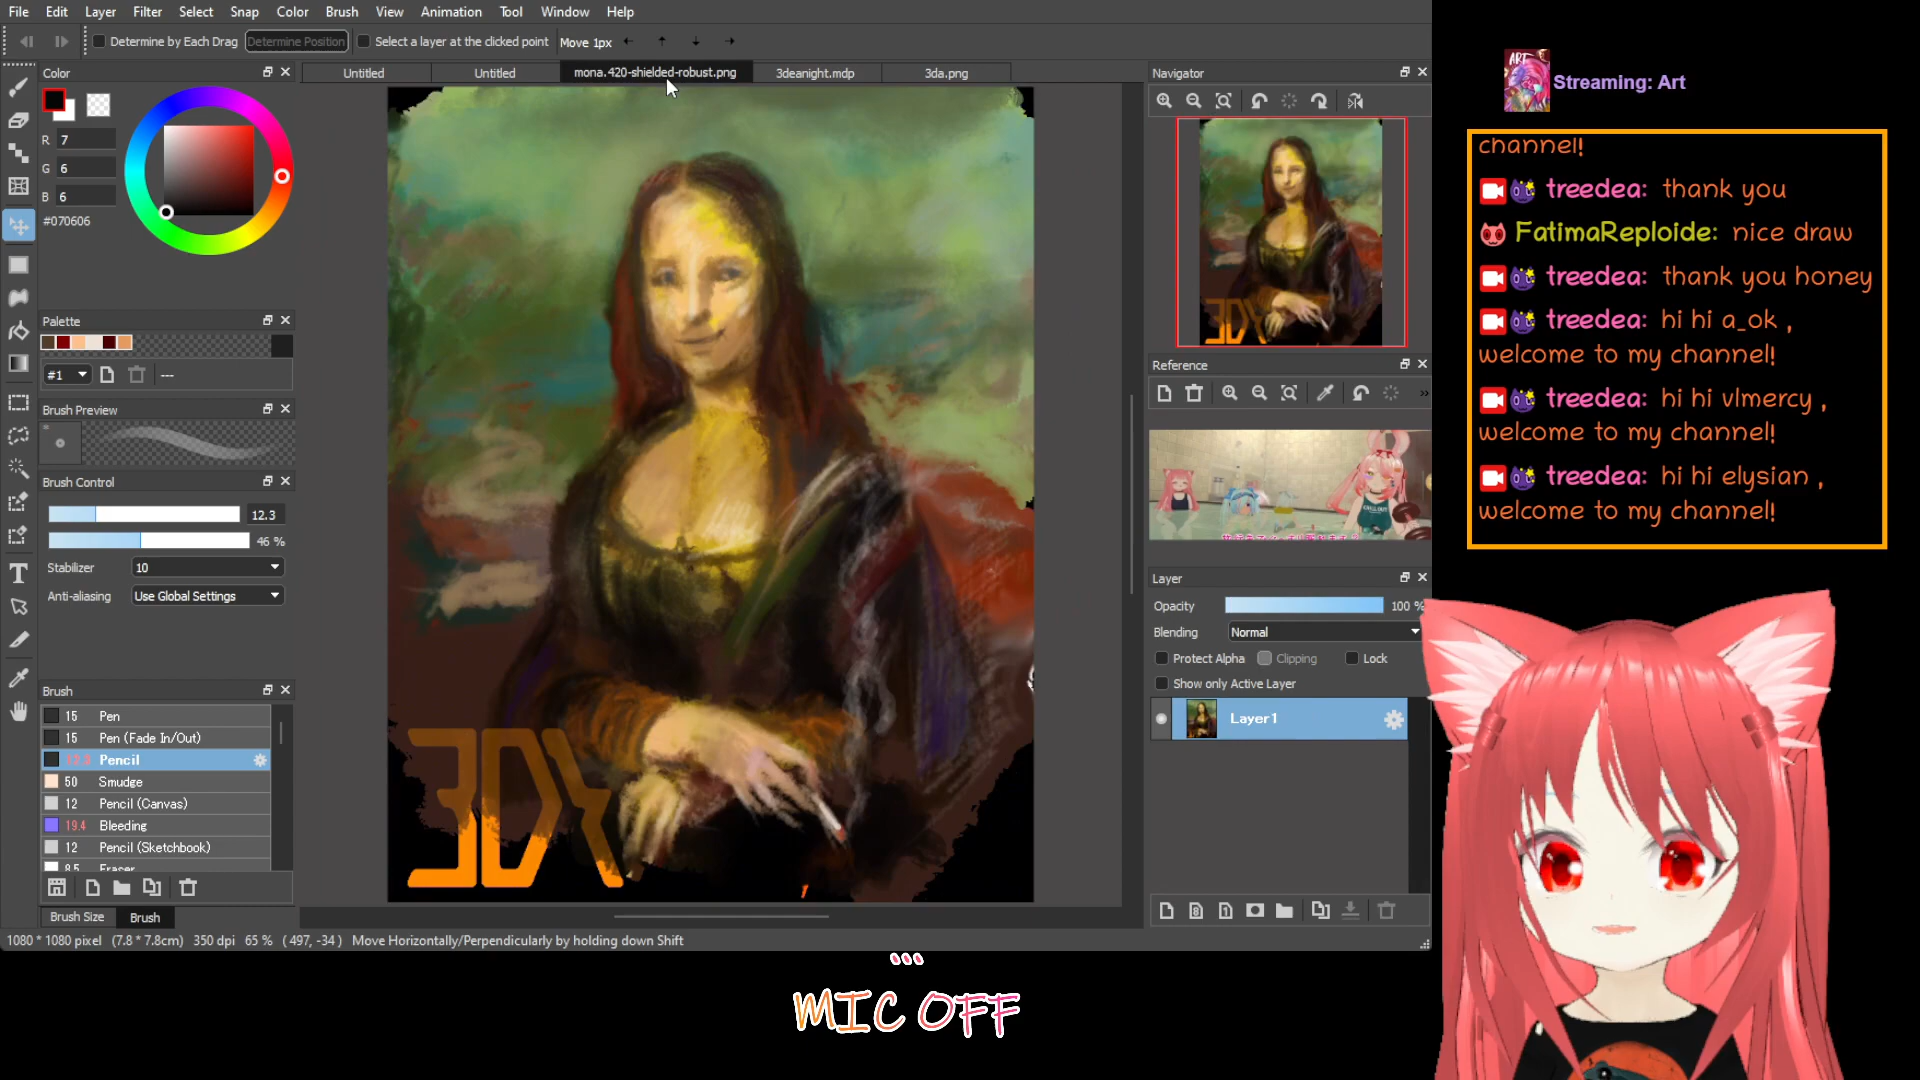 File Edit Layer Filter Select Snap Color Brush View Animation Tool Window Help
Determine by Each Drag Determine Position Select a layer at the clicked point Move 1px
Color
Untitled Untitled mona.420-shielded-robust.png 3deanight.mdp 3da.png
Navigator
R 7
G 6
B 6
#070606
Palette
#1 ---
Brush Preview
Brush Control
12.3
46 %
Stabilizer 10
Anti-aliasing Use Global Settings
Brush
15 Pen
15 Pen (Fade In/Out)
Pencil
50 Smudge
12 Pencil (Canvas)
19.4 Bleeding
12 Pencil (Sketchbook)
8.5 Eraser
Brush Size Brush
1080 * 1080 pixel (7.8 * 7.8cm) 350 dpi 65 % ( 497, -34 ) Move Horizontally/Perpendicularly by holding down Shift
Reference
Layer
Opacity 100 %
Blending Normal
Protect Alpha Clipping Lock
Show only Active Layer
Layer1
ART
Streaming: Art
channel!
treedea: thank you
FatimaReploide: nice draw
treedea: thank you honey
treedea: hi hi a_ok ,
welcome to my channel!
treedea: hi hi vlmercy ,
welcome to my channel!
treedea: hi hi elysian ,
welcome to my channel!
...
MIC OFF